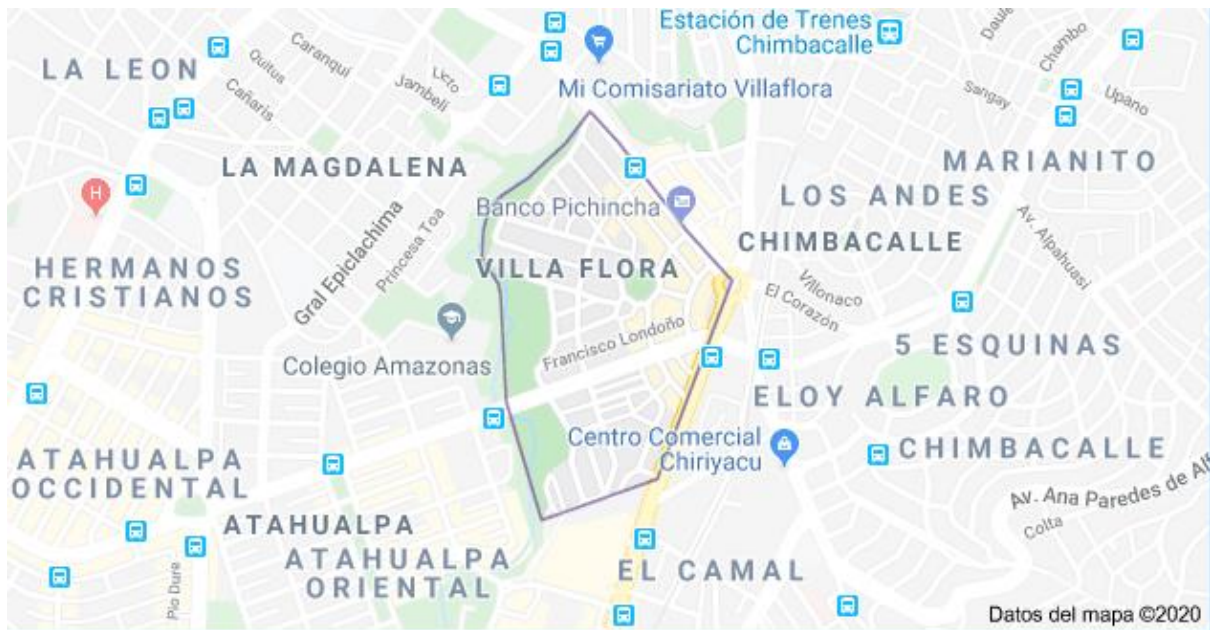 Estación de Trenes
Chimbacalle
Mi Comisariato Villaflora
LA LEON
Quitus
Caranqui
Cañaris
Licto
Jambelí
Daule
Chambo
Sangay
Upano
LA MAGDALENA
MARIANITO
LOS ANDES
Banco Pichincha
CHIMBACALLE
Av. Alpahuasi
Gral Epiclachima
Princesa Toa
HERMANOS
CRISTIANOS
VILLA FLORA
Villonaco
El Corazón
Francisco Londoño
Colegio Amazonas
5 ESQUINAS
ELOY ALFARO
Centro Comercial
Chiriyacu
CHIMBACALLE
ATAHUALPA
OCCIDENTAL
Av. Ana Paredes de Alf
Colta
ATAHUALPA
ATAHUALPA
ORIENTAL
EL CAMAL
Pio Dure
H
Datos del mapa ©2020